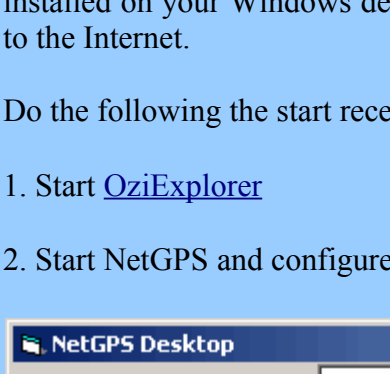 installed on your Windows de
to the Internet.
Do the following the start rece
1. Start OziExplorer
2. Start NetGPS and configure
NetGPS Desktop